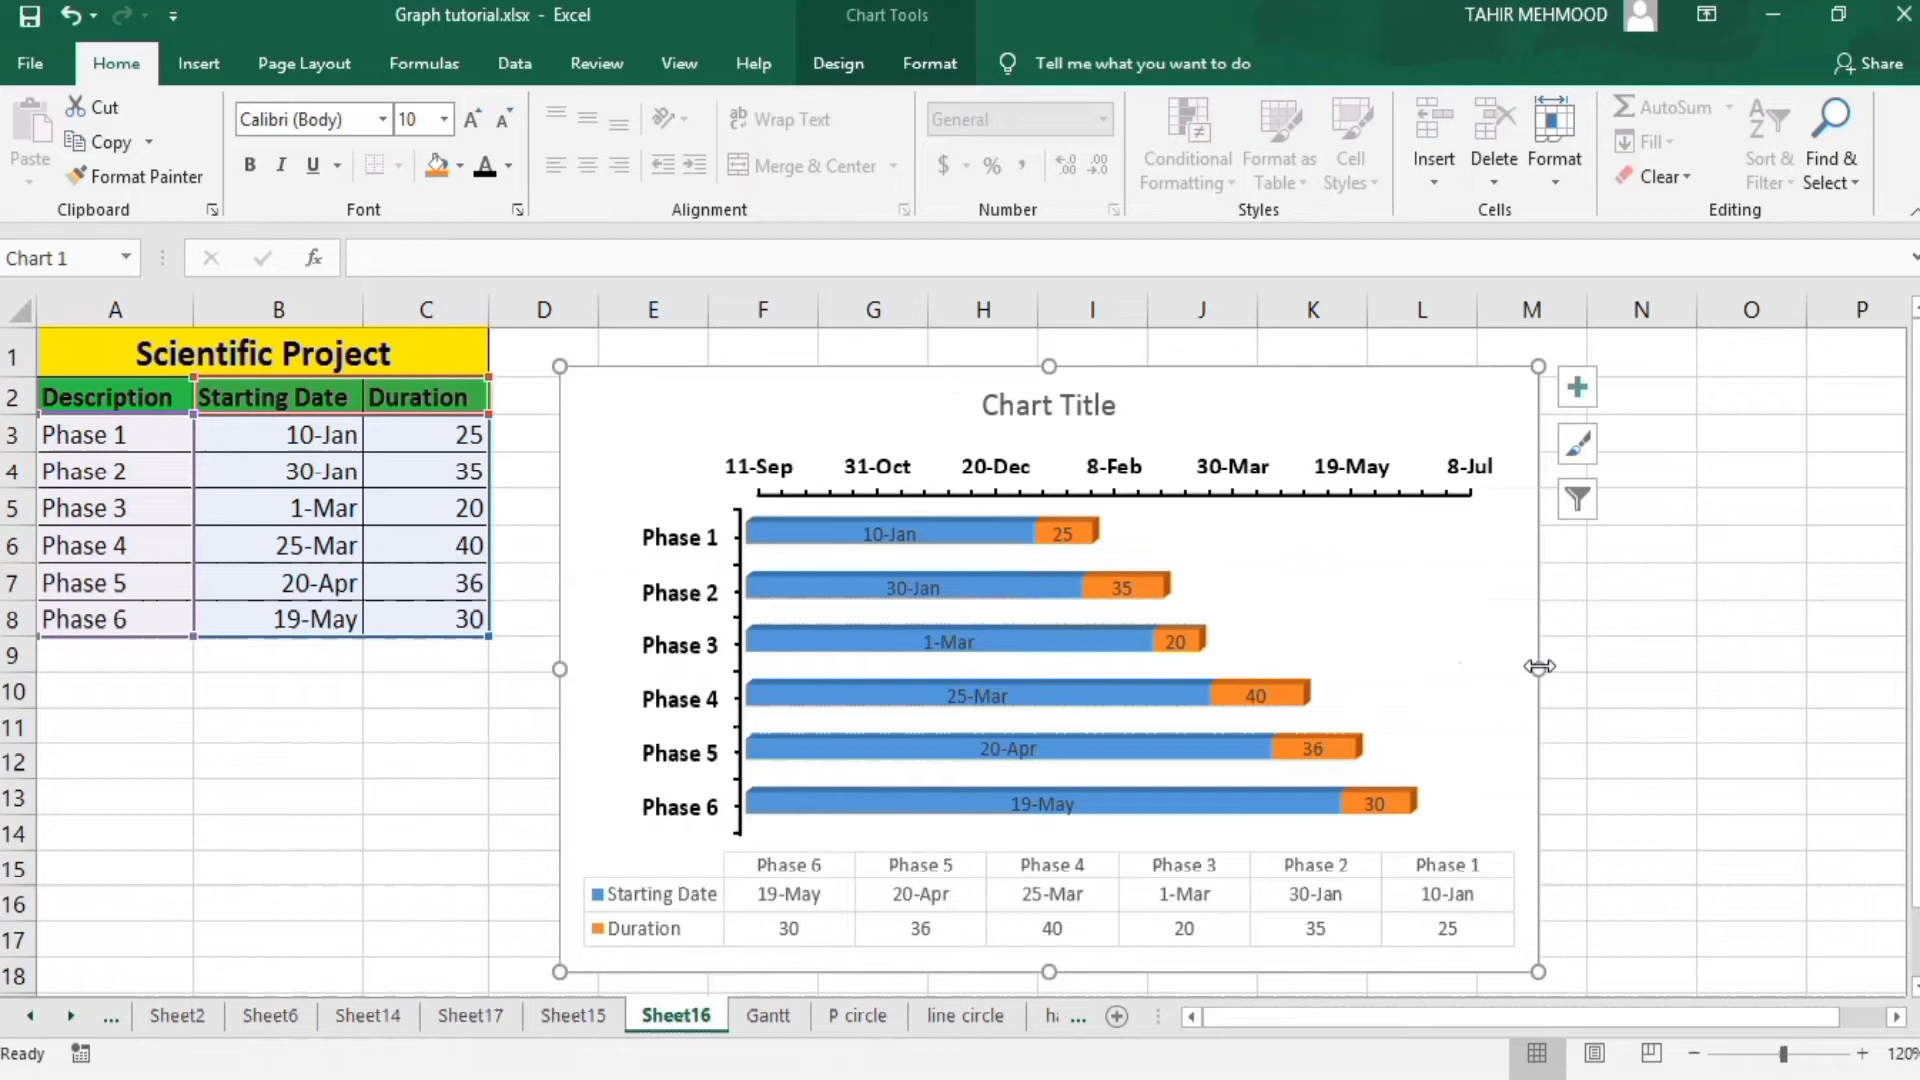 Graph tutorial.xlsx - Excel
Chart Tools
TAHIR MEHMOOD
File Home Insert Page Layout Formulas Data Review View Help Design Format Tell me what you want to do Share
Paste
Cut
Copy
Format Painter
Clipboard
Calibri (Body) 10
B I U
Font
Wrap Text
Merge & Center
Alignment
General
$ % ,
Number
Conditional Formatting
Format as Table
Cell Styles
Styles
Insert Delete Format
Cells
AutoSum
Fill
Clear
Sort & Filter
Find & Select
Editing
Chart 1 fx
A B C D E F G H I J K L M N O P
1 Scientific Project
2 Description Starting Date Duration
3 Phase 1 10-Jan 25
4 Phase 2 30-Jan 35
5 Phase 3 1-Mar 20
6 Phase 4 25-Mar 40
7 Phase 5 20-Apr 36
8 Phase 6 19-May 30
9
10
11
12
13
14
15
16
17
18
Chart Title
11-Sep 31-Oct 20-Dec 8-Feb 30-Mar 19-May 8-Jul
Phase 1 10-Jan 25
Phase 2 30-Jan 35
Phase 3 1-Mar 20
Phase 4 25-Mar 40
Phase 5 20-Apr 36
Phase 6 19-May 30
Phase 6 Phase 5 Phase 4 Phase 3 Phase 2 Phase 1
Starting Date 19-May 20-Apr 25-Mar 1-Mar 30-Jan 10-Jan
Duration 30 36 40 20 35 25
... Sheet2 Sheet6 Sheet14 Sheet17 Sheet15 Sheet16 Gantt P circle line circle ...
Ready
120%